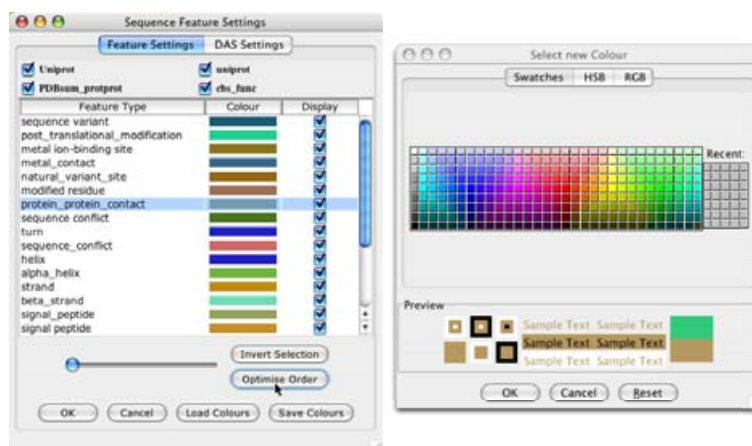 Sequence Feature Settings
Feature Settings DAS Settings
Uniprot uniprot
PDBsum_protprot cbs_func
Feature Type Colour Display
sequence variant
post_translational_modification
metal ion-binding site
metal_contact
natural_variant_site
modified residue
protein_protein_contact
sequence conflict
turn
sequence_conflict
helix
alpha_helix
strand
beta_strand
signal_peptide
signal peptide
Invert Selection
Optimise Order
OK Cancel Load Colours Save Colours
Select new Colour
Swatches HSB RGB
Recent:
Preview
Sample Text Sample Text
Sample Text Sample Text
Sample Text Sample Text
OK Cancel Reset